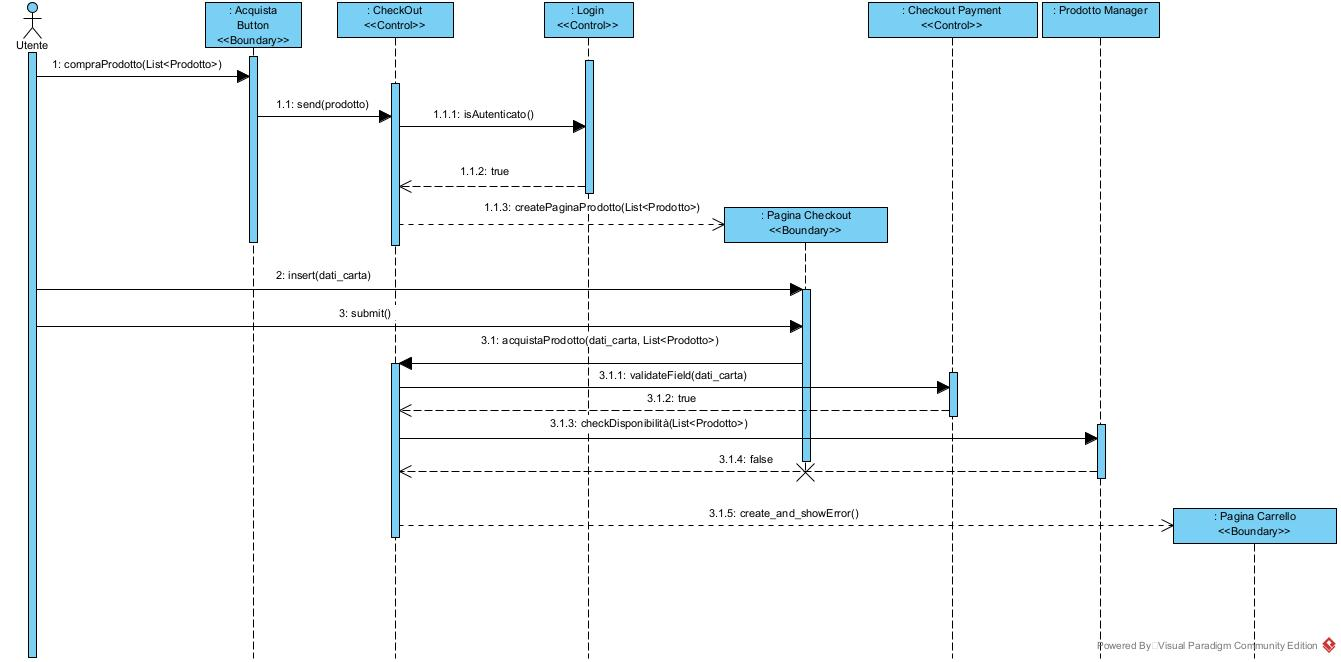 : Acquista
Button
<<Boundary>>
: CheckOut
<<Control>>
: Login
<<Control>>
: Checkout Payment
<<Control>>
: Prodotto Manager
Utente
1: compraProdotto(List<Prodotto>)
1.1: send(prodotto)
1.1.1: isAutenticato()
1.1.2: true
1.1.3: createPaginaProdotto(List<Prodotto>)
: Pagina Checkout
<<Boundary>>
2: insert(dati_carta)
3: submit()
3.1: acquistaProdotto(dati_carta, List<Prodotto>)
3.1.1: validateField(dati_carta)
3.1.2: true
3.1.3: checkDisponibilità(List<Prodotto>)
3.1.4: false
3.1.5: create_and_showError()
: Pagina Carrello
<<Boundary>>
Powered By Visual Paradigm Community Edition